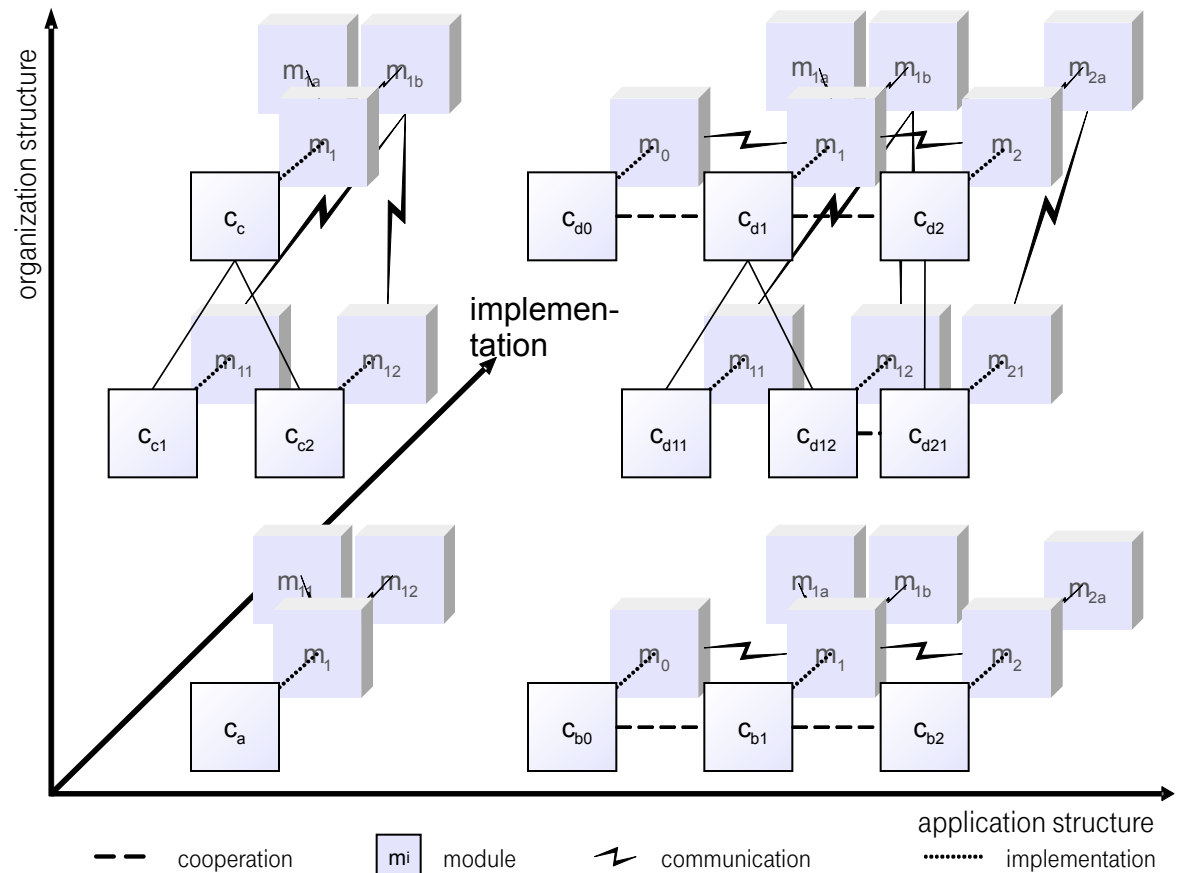 organization structure
m1a
m1b
m1
cc
m11
m12
cc1
cc2
m1a
m1b
m2a
m0
m1
m2
cd0
cd1
cd2
implemen-
tation
m11
m12
m21
cd11
cd12
cd21
m11
m12
m1
ca
m1a
m1b
m2a
m0
m1
m2
cb0
cb1
cb2
application structure
cooperation
mi module
communication
implementation